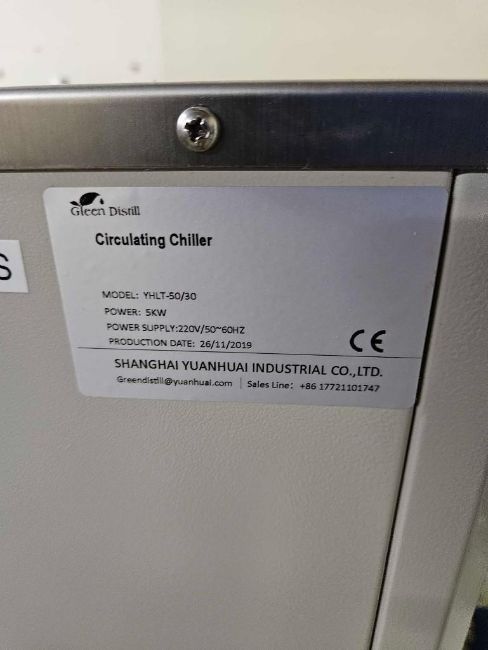 Green Distill
Circulating Chiller
MODEL: YHLT-50/30
POWER: 5KW
POWER SUPPLY:220V/50~60HZ
PRODUCTION DATE: 26/11/2019
CE
SHANGHAI YUANHUAI INDUSTRIAL CO.,LTD.
Greendistill@yuanhuai.com | Sales Line: +86 17721101747
S